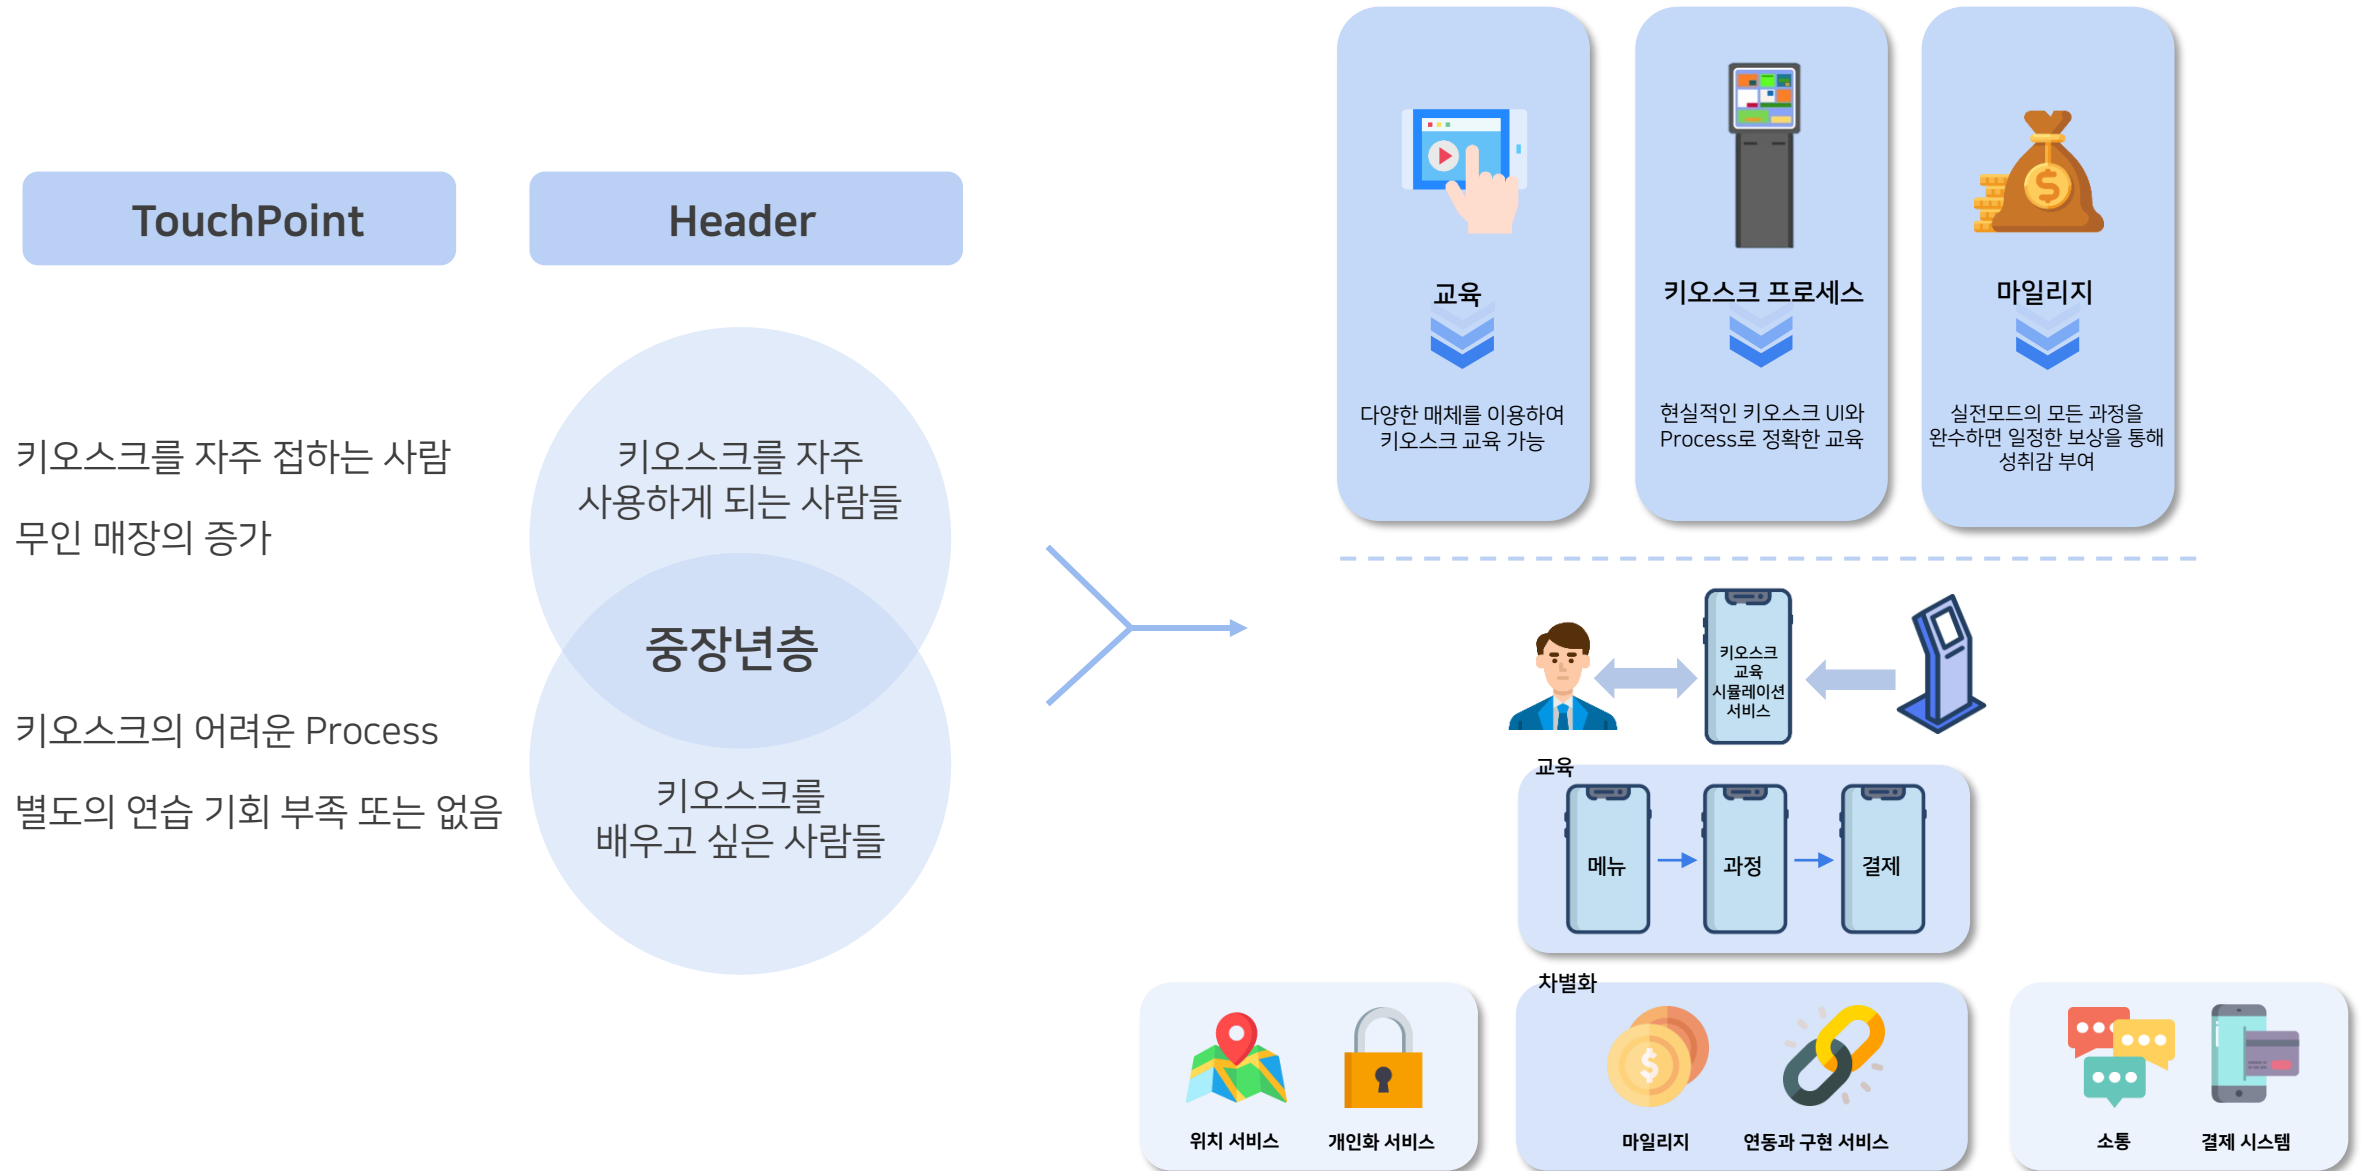 TouchPoint
Header
키오스크를 자주 접하는 사람
무인 매장의 증가
키오스크의 어려운 Process
별도의 연습 기회 부족 또는 없음
키오스크를 자주
사용하게 되는 사람들
중장년층
키오스크를
배우고 싶은 사람들
교육
다양한 매체를 이용하여
키오스크 교육 가능
키오스크 프로세스
현실적인 키오스크 UI와
Process로 정확한 교육
마일리지
실전모드의 모든 과정을
완수하면 일정한 보상을 통해
성취감 부여
키오스크
교육
시뮬레이션
서비스
교육
메뉴
과정
결제
차별화
위치 서비스
개인화 서비스
마일리지
연동과 구현 서비스
소통
결제 시스템